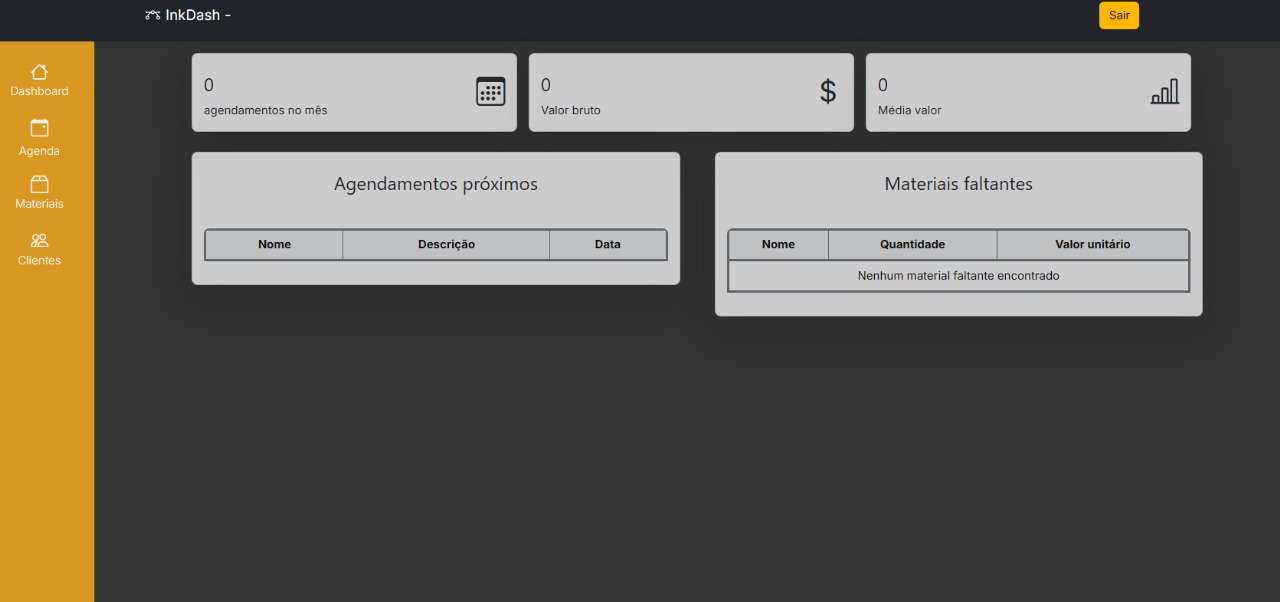 InkDash -
Sair
Dashboard
Agenda
Materiais
Clientes
0
agendamentos no mês
0
Valor bruto
$
0
Média valor
Agendamentos próximos
Nome Descrição Data
Materiais faltantes
Nome Quantidade Valor unitário
Nenhum material faltante encontrado